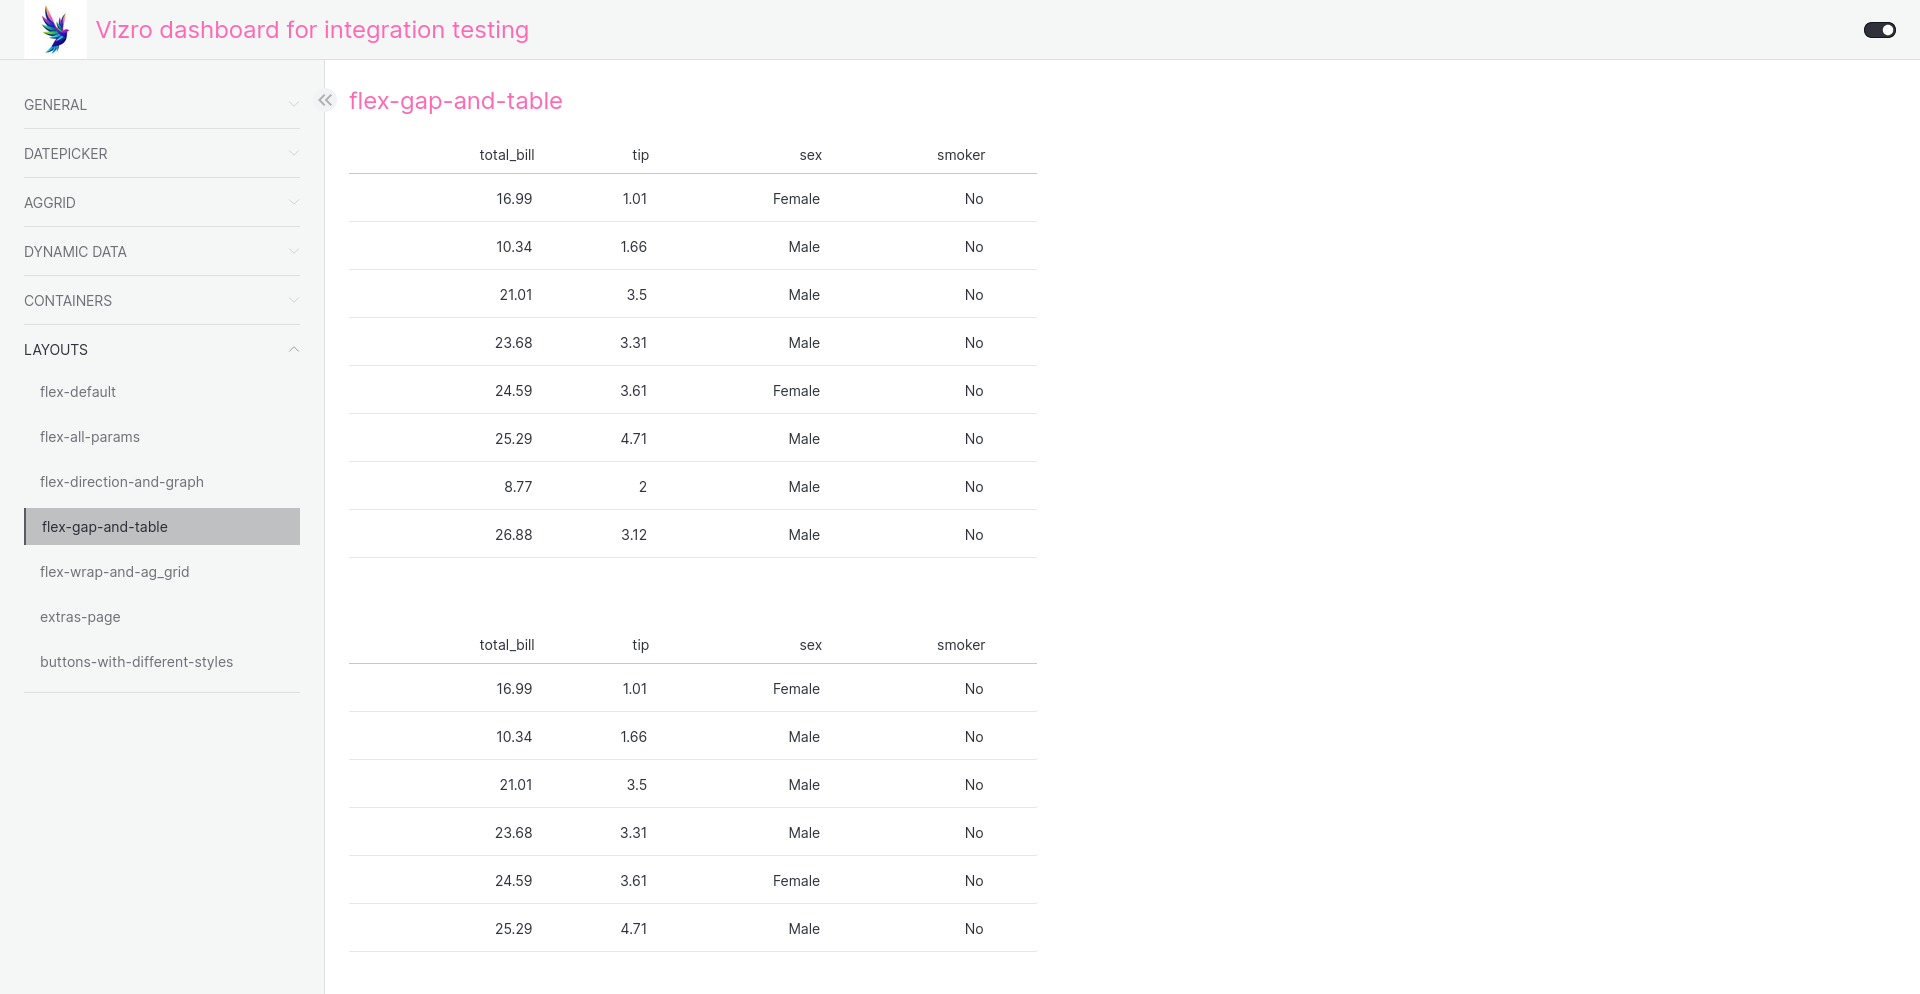 Vizro dashboard for integration testing
GENERAL
DATEPICKER
AGGRID
DYNAMIC DATA
CONTAINERS
LAYOUTS
flex-default
flex-all-params
flex-direction-and-graph
flex-gap-and-table
flex-wrap-and-ag_grid
extras-page
buttons-with-different-styles
flex-gap-and-table
total_bill tip sex smoker
16.99 1.01 Female No
10.34 1.66 Male No
21.01 3.5 Male No
23.68 3.31 Male No
24.59 3.61 Female No
25.29 4.71 Male No
8.77 2 Male No
26.88 3.12 Male No
total_bill tip sex smoker
16.99 1.01 Female No
10.34 1.66 Male No
21.01 3.5 Male No
23.68 3.31 Male No
24.59 3.61 Female No
25.29 4.71 Male No